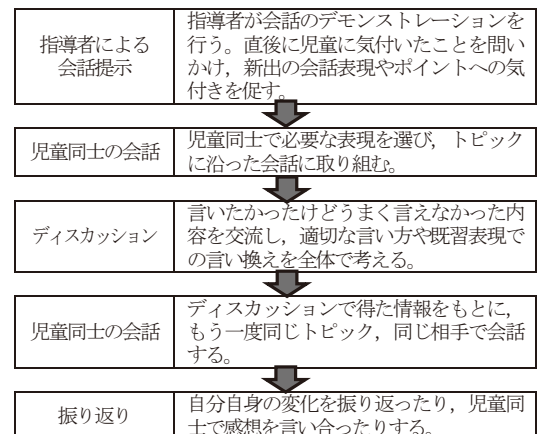 指導者による
会話提示
指導者が会話のデモンストレーションを
行う。直後に児童に気付いたことを問い
かけ，新出の会話表現やポイントへの気
付きを促す。
児童同士の会話
児童同士で必要な表現を選び，トピック
に沿った会話に取り組む。
ディスカッション
言いたかったけどうまく言えなかった内
容を交流し，適切な言い方や既習表現で
の言い換えを全体で考える。
児童同士の会話
ディスカッションで得た情報をもとに，
もう一度同じトピック，同じ相手で会話
する。
振り返り
自分自身の変化を振り返ったり，児童同
士で感想を言い合ったりする。